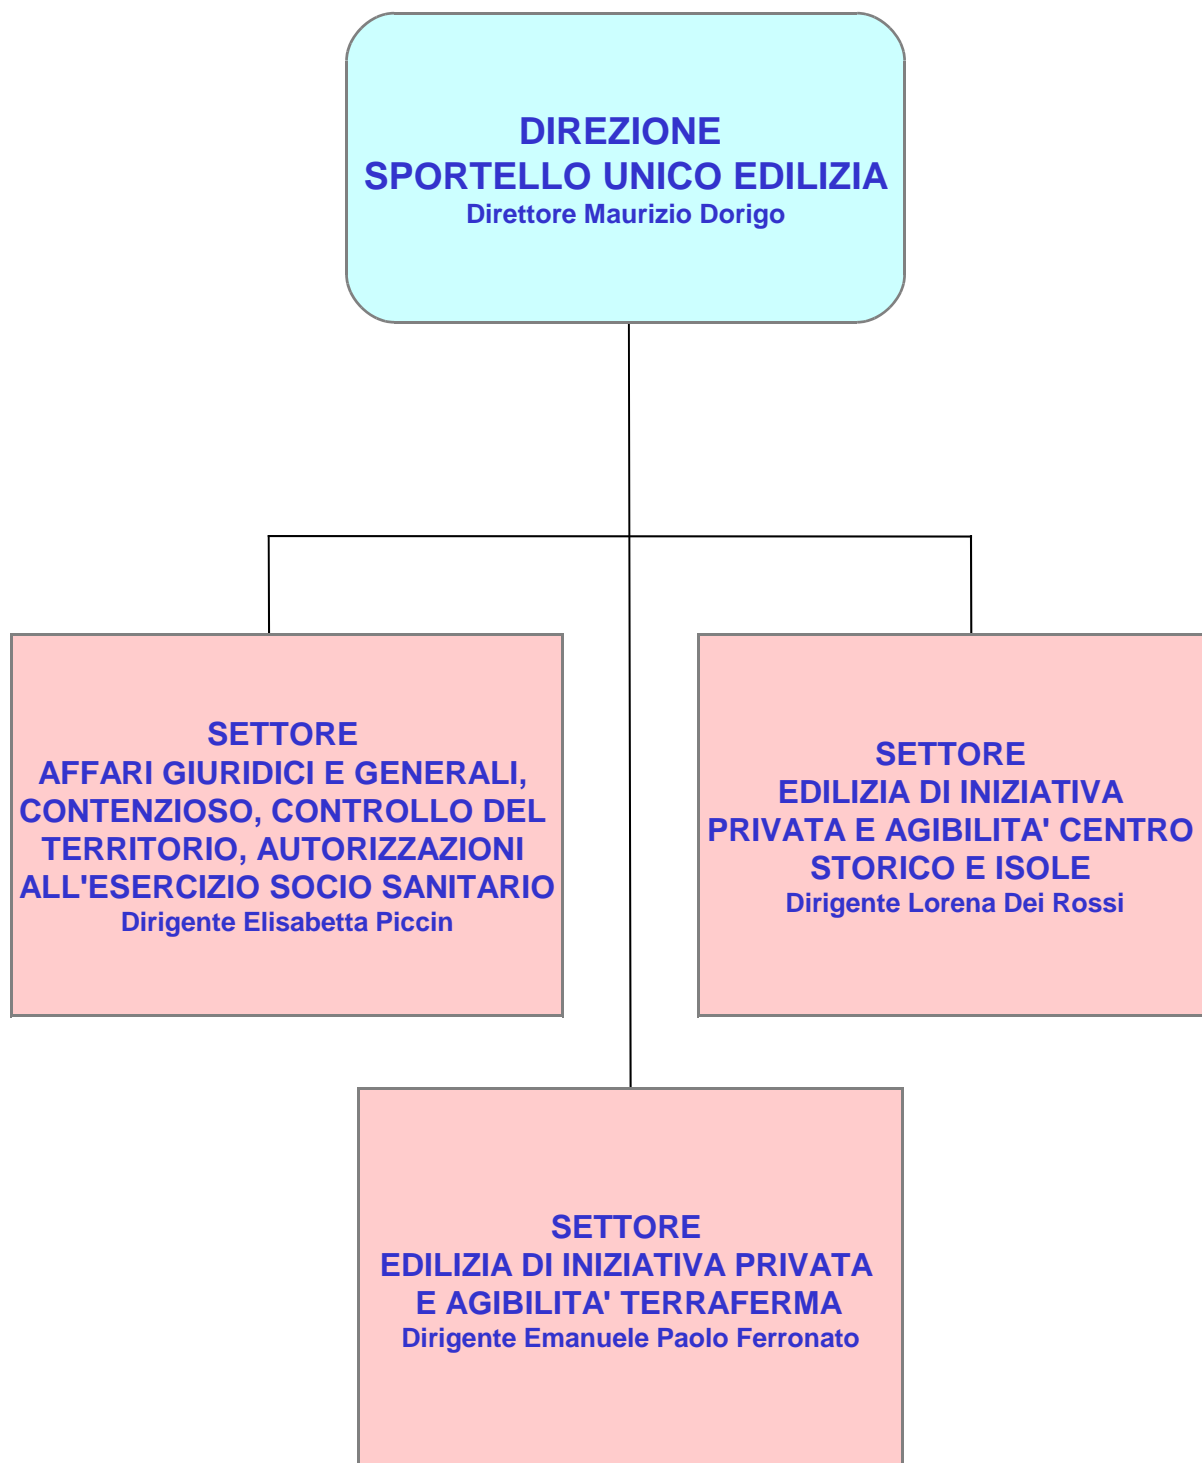 DIREZIONE
SPORTELLO UNICO EDILIZIA
Direttore Maurizio Dorigo
SETTORE
AFFARI GIURIDICI E GENERALI,
CONTENZIOSO, CONTROLLO DEL
TERRITORIO, AUTORIZZAZIONI
ALL'ESERCIZIO SOCIO SANITARIO
Dirigente Elisabetta Piccin
SETTORE
EDILIZIA DI INIZIATIVA
PRIVATA E AGIBILITA' CENTRO
STORICO E ISOLE
Dirigente Lorena Dei Rossi
SETTORE
EDILIZIA DI INIZIATIVA PRIVATA
E AGIBILITA' TERRAFERMA
Dirigente Emanuele Paolo Ferronato